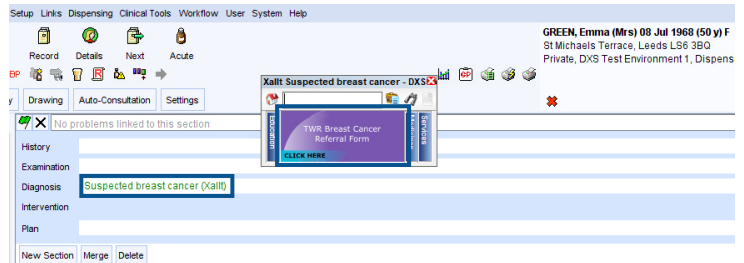 Setup Links Dispensing Clinical Tools Workflow User System Help
GREEN, Emma (Mrs) 08 Jul 1968 (50 y) F
St Michaels Terrace, Leeds LS6 3BQ
Private, DXS Test Environment 1, Dispens
Record Details Next Acute
BP
Xallt Suspected breast cancer - DXS
y Drawing Auto-Consultation Settings
No problems linked to this section
Education
TWR Breast Cancer
Referral Form
CLICK HERE
Services
History
Examination
Diagnosis Suspected breast cancer (Xallt)
Intervention
Plan
New Section Merge Delete